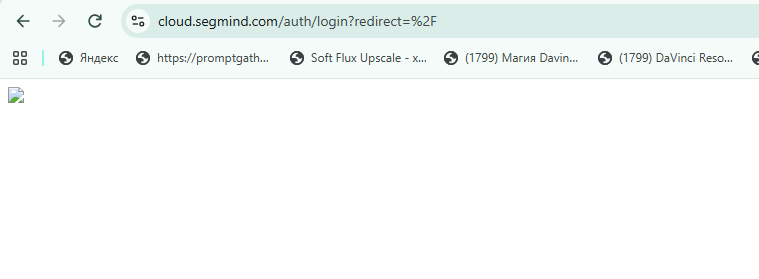 cloud.segmind.com/auth/login?redirect=%2F
Яндекс https://promptgath... Soft Flux Upscale - x... (1799) Магия Davin... (1799) DaVinci Reso...